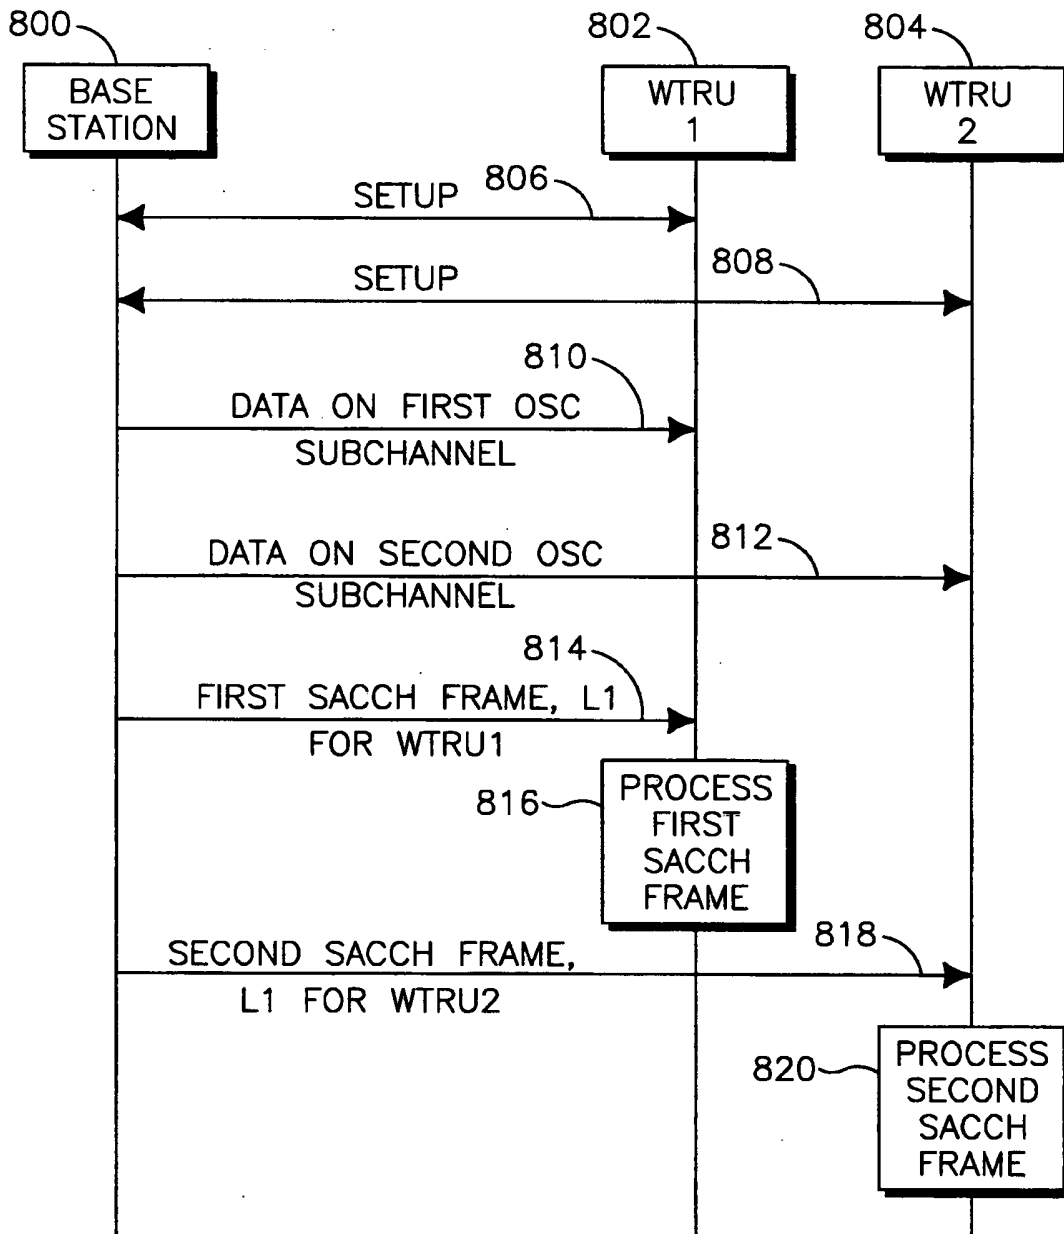 800
802
804
BASE
STATION
WTRU
1
WTRU
2
806
SETUP
808
SETUP
810
DATA ON FIRST OSC
SUBCHANNEL
812
DATA ON SECOND OSC
SUBCHANNEL
814
FIRST SACCH FRAME, L1
FOR WTRU1
816
PROCESS
FIRST
SACCH
FRAME
818
SECOND SACCH FRAME,
L1 FOR WTRU2
820
PROCESS
SECOND
SACCH
FRAME